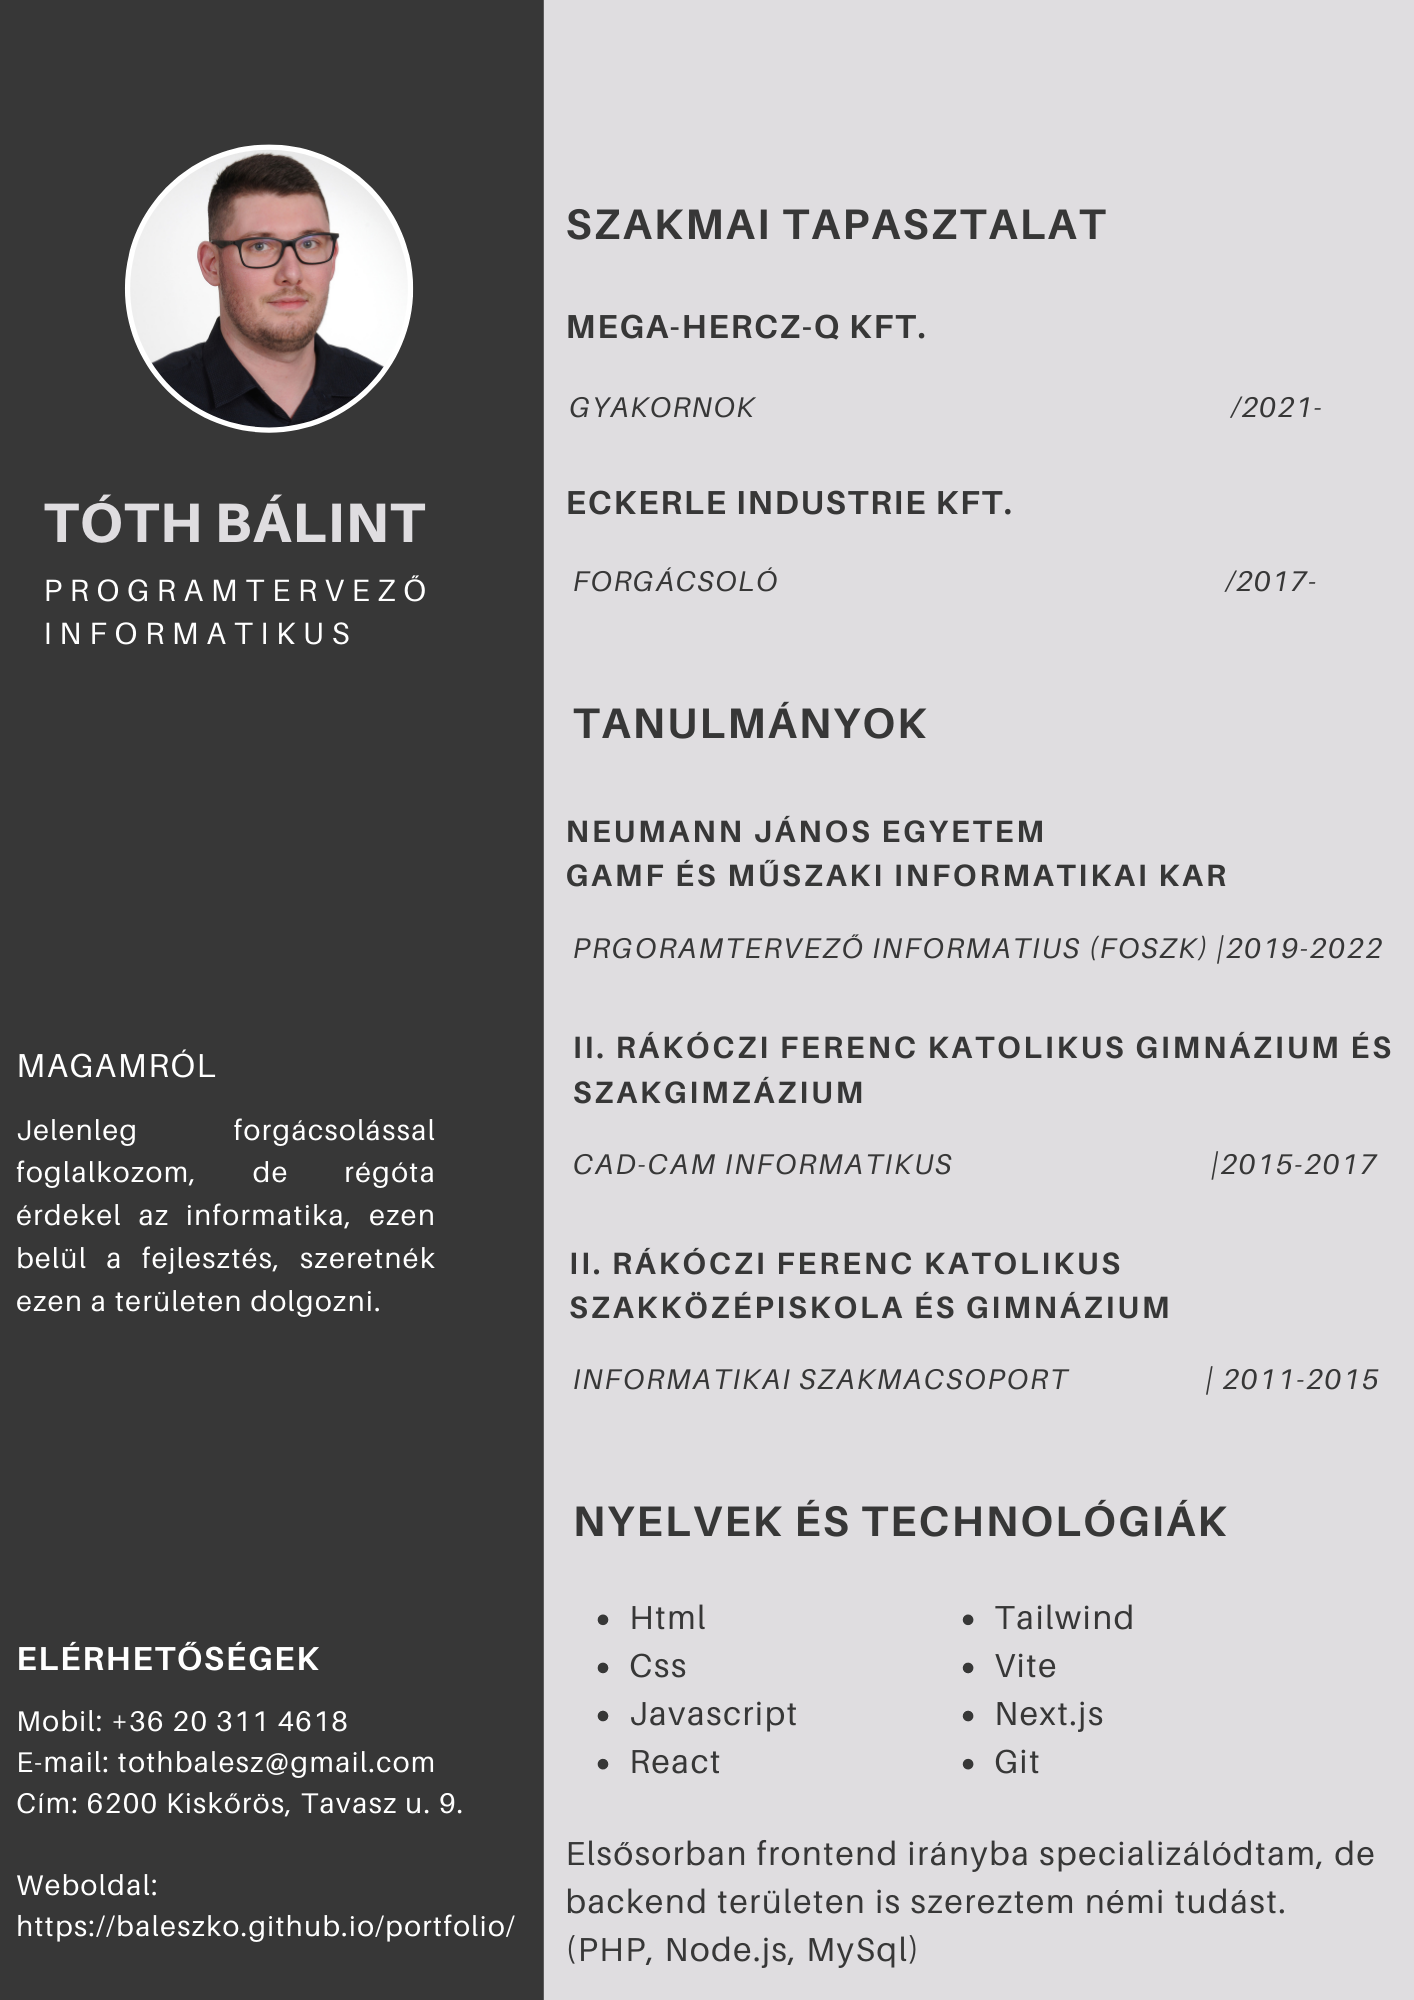 TÓTH BÁLINT
PROGRAMTERVEZŐ
INFORMATIKUS
MAGAMRÓL
Jelenleg forgácsolással
foglalkozom, de régóta
érdekel az informatika, ezen
belül a fejlesztés, szeretnék
ezen a területen dolgozni.
ELÉRHETŐSÉGEK
Mobil: +36 20 311 4618
E-mail: tothbalesz@gmail.com
Cím: 6200 Kiskőrös, Tavasz u. 9.
Weboldal:
https://baleszko.github.io/portfolio/
SZAKMAI TAPASZTALAT
MEGA-HERCZ-Q KFT.
GYAKORNOK /2021-
ECKERLE INDUSTRIE KFT.
FORGÁCSOLÓ /2017-
TANULMÁNYOK
NEUMANN JÁNOS EGYETEM
GAMF ÉS MŰSZAKI INFORMATIKAI KAR
PRGORAMTERVEZŐ INFORMATIUS (FOSZK) |2019-2022
II. RÁKÓCZI FERENC KATOLIKUS GIMNÁZIUM ÉS
SZAKGIMZÁZIUM
CAD-CAM INFORMATIKUS |2015-2017
II. RÁKÓCZI FERENC KATOLIKUS
SZAKKÖZÉPISKOLA ÉS GIMNÁZIUM
INFORMATIKAI SZAKMACSOPORT | 2011-2015
NYELVEK ÉS TECHNOLÓGIÁK
• Html
• Css
• Javascript
• React
• Tailwind
• Vite
• Next.js
• Git
Elsősorban frontend irányba specializálódtam, de
backend területen is szereztem némi tudást.
(PHP, Node.js, MySql)